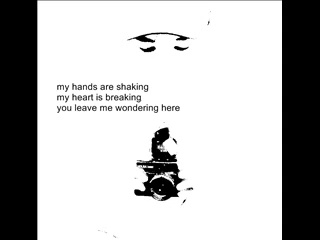 my hands are shaking
my heart is breaking
you leave me wondering here